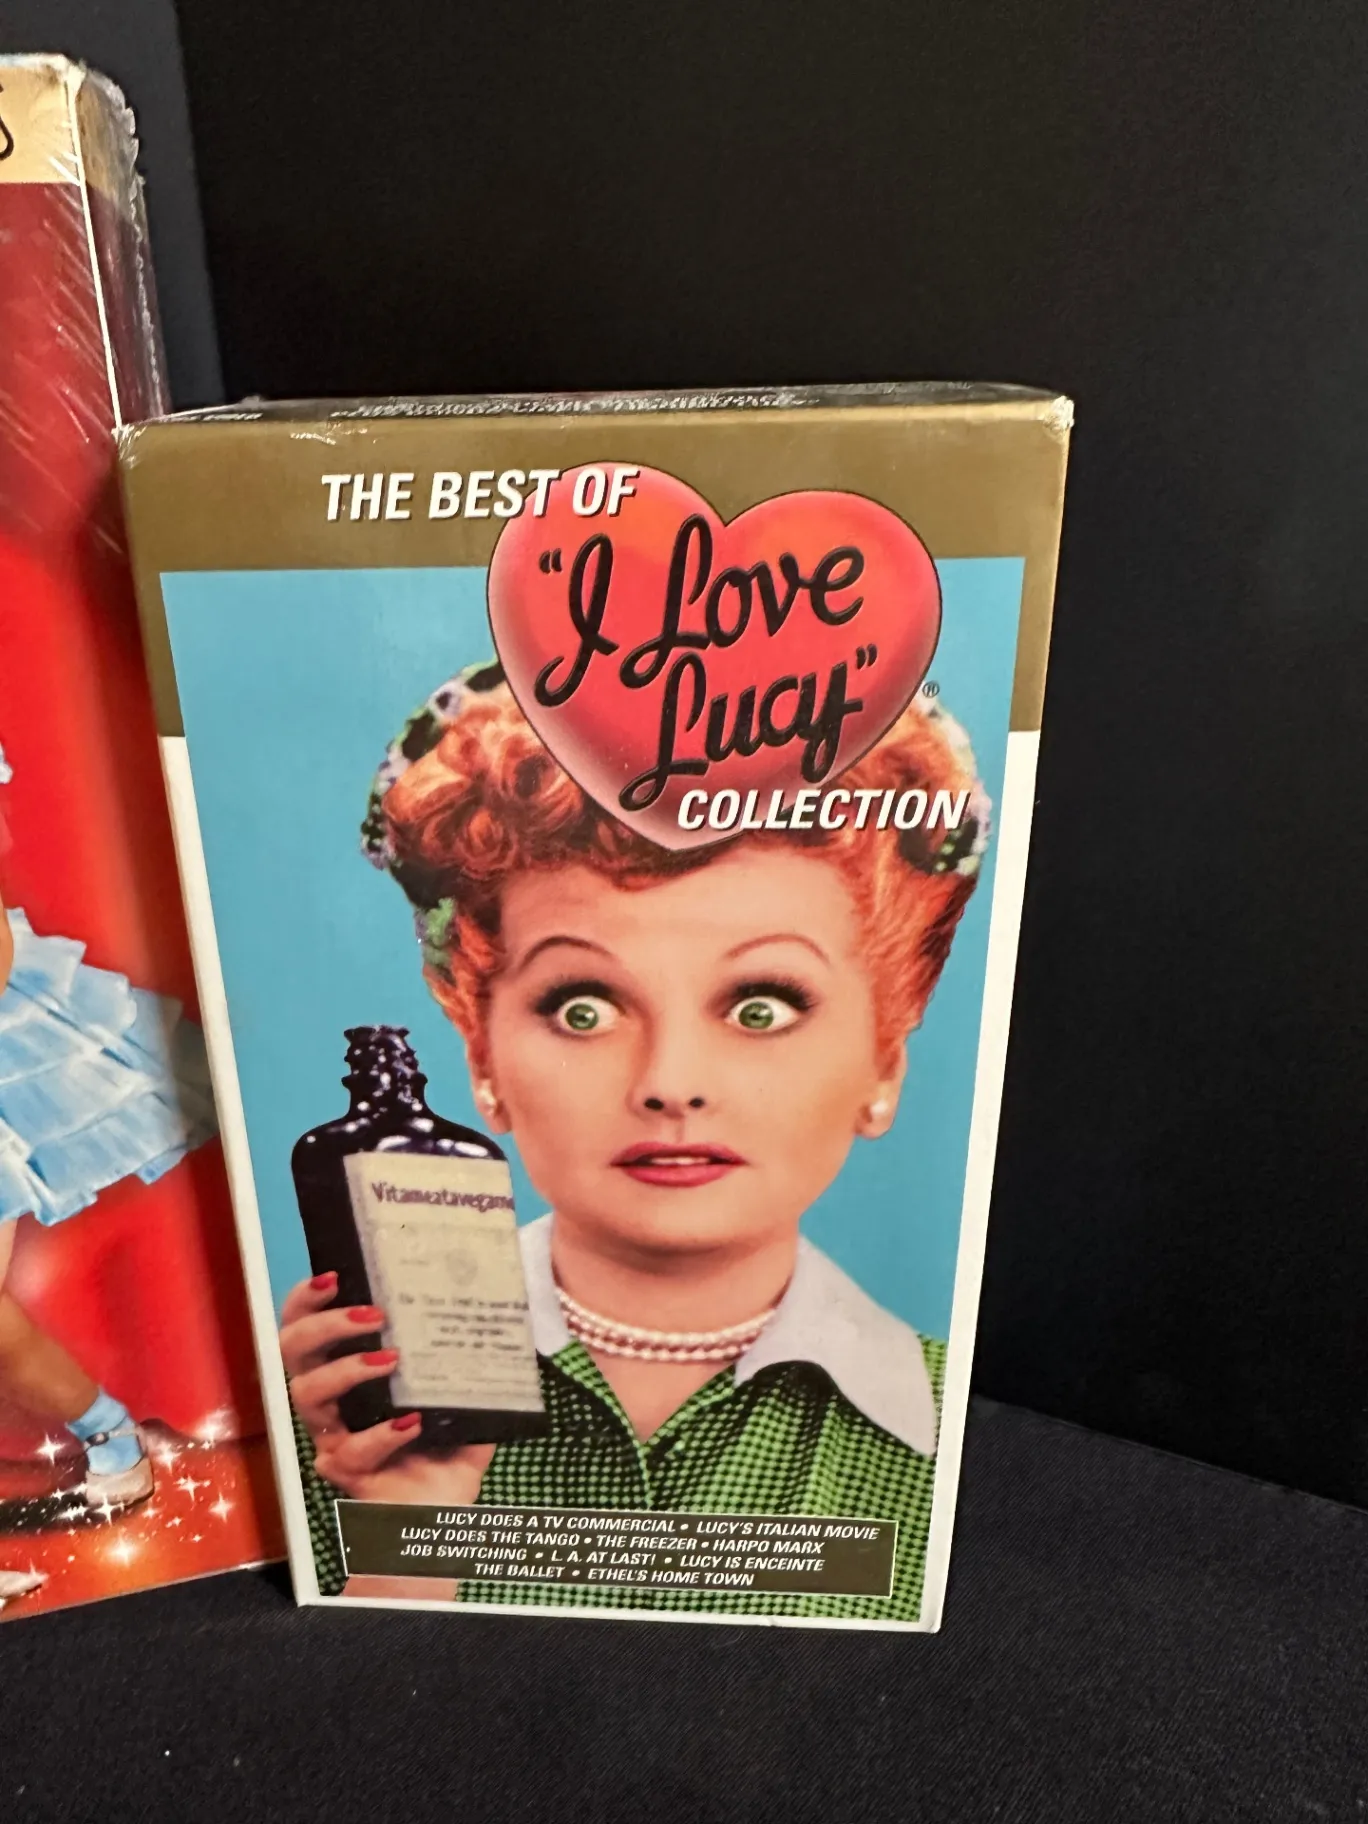 THE BEST OF
"I Love
Lucy"
®
COLLECTION
Vitameatavegam
LUCY DOES A TV COMMERCIAL • LUCY'S ITALIAN MOVIE
LUCY DOES THE TANGO • THE FREEZER • HARPO MARX
JOB SWITCHING • L. A. AT LAST! • LUCY IS ENCEINTE
THE BALLET • ETHEL'S HOME TOWN